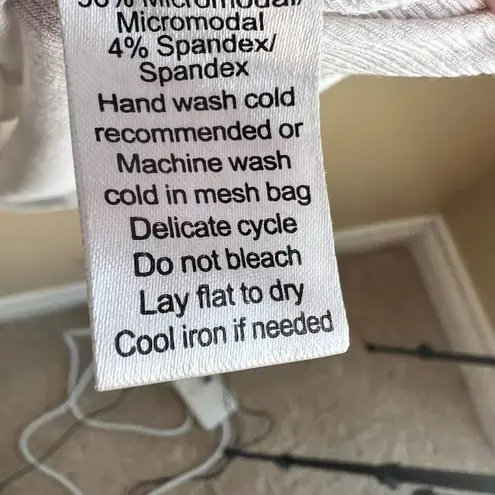 Micromodal/
Micromodal
4% Spandex/
Spandex
Hand wash cold
recommended or
Machine wash
cold in mesh bag
Delicate cycle
Do not bleach
Lay flat to dry
Cool iron if needed